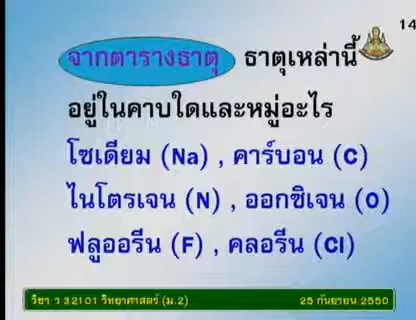 14
จากตารางธาตุ ธาตุเหล่านี้
อยู่ในคาบใดและหมู่อะไร
โซเดียม (Na) , คาร์บอน (C)
ไนโตรเจน (N) , ออกซิเจน (O)
ฟลูออรีน (F) , คลอรีน (Cl)
วิชา ว 32101 วิทยาศาสตร์ (ม.2) 25 กันยายน 2550